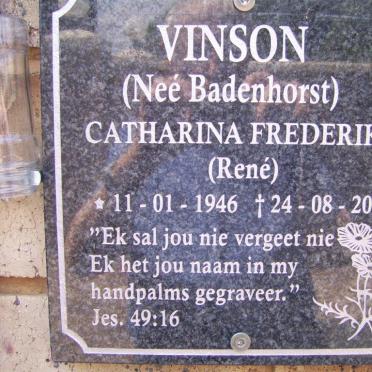 VINSON
(Neé Badenhorst)
CATHARINA FREDERIK
(René)
* 11 - 01 - 1946 † 24 - 08 - 20
"Ek sal jou nie vergeet nie
Ek het jou naam in my
handpalms gegraveer."
Jes. 49:16